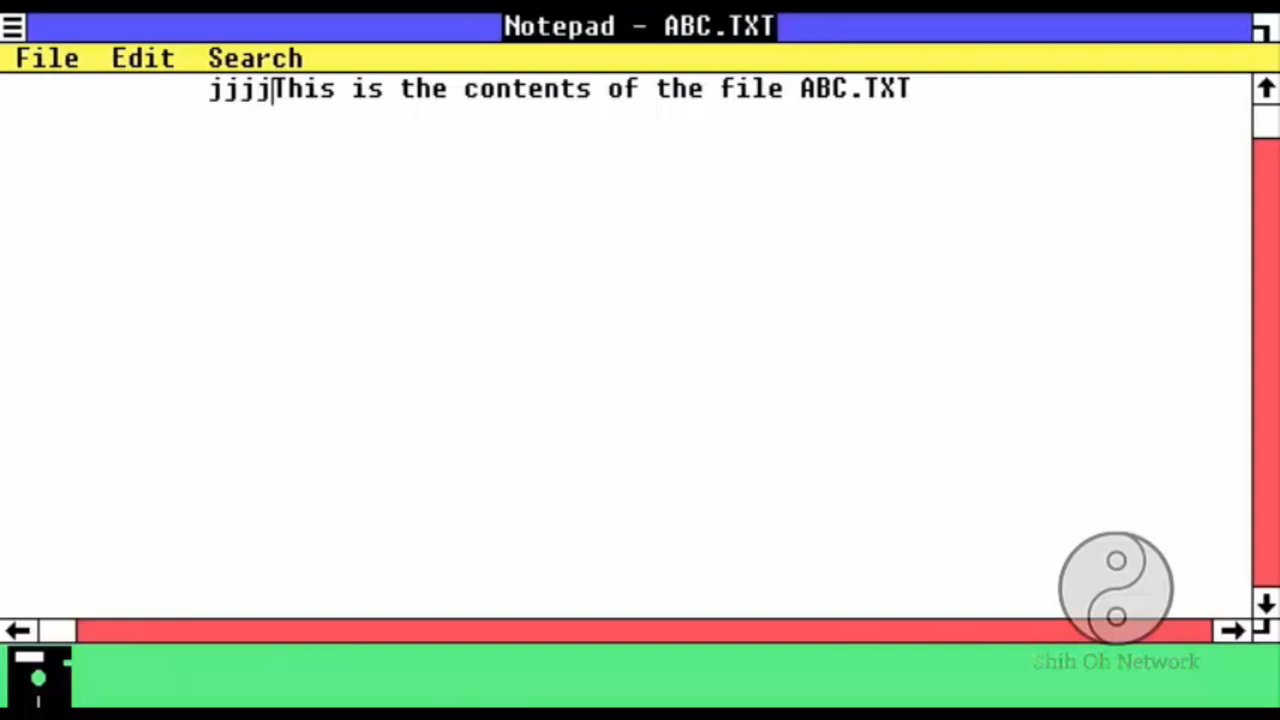 Notepad - ABC.TXT
File Edit Search
jjjjThis is the contents of the file ABC.TXT
Shih Oh Network